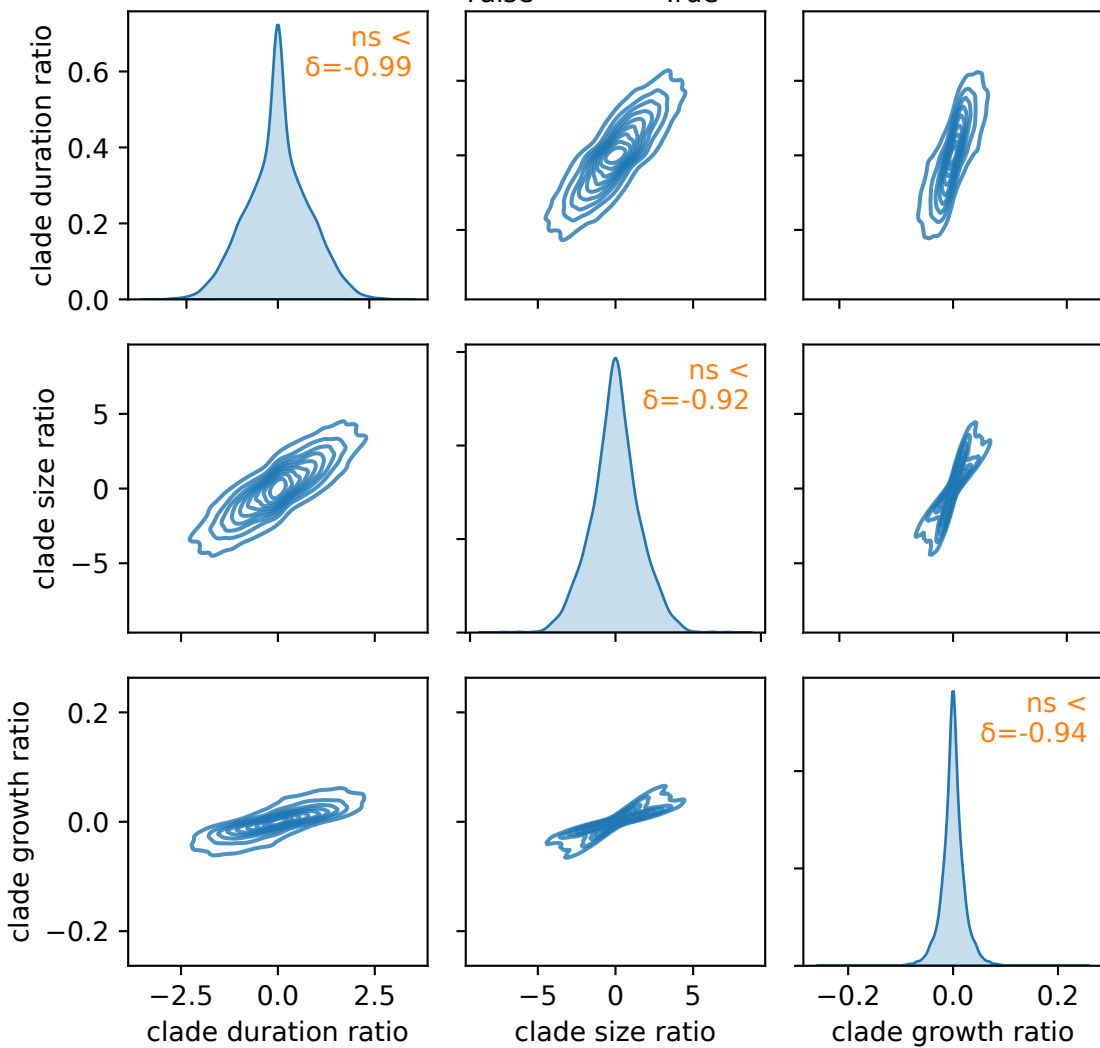 clade duration ratio
0.6
0.4
0.2
0.0
ns <
δ=-0.99
clade size ratio
5
0
−5
ns <
δ=-0.92
clade growth ratio
0.2
0.0
−0.2
ns <
δ=-0.94
−2.5 0.0 2.5
−5 0 5
−0.2 0.0 0.2
clade duration ratio
clade size ratio
clade growth ratio